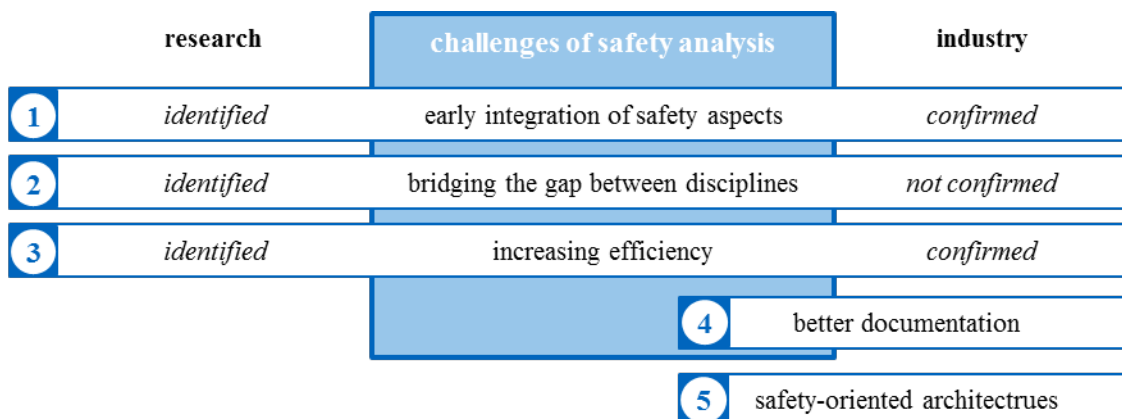 research challenges of safety analysis industry
1 identified early integration of safety aspects confirmed
2 identified bridging the gap between disciplines not confirmed
3 identified increasing efficiency confirmed
4 better documentation
5 safety-oriented architectrues